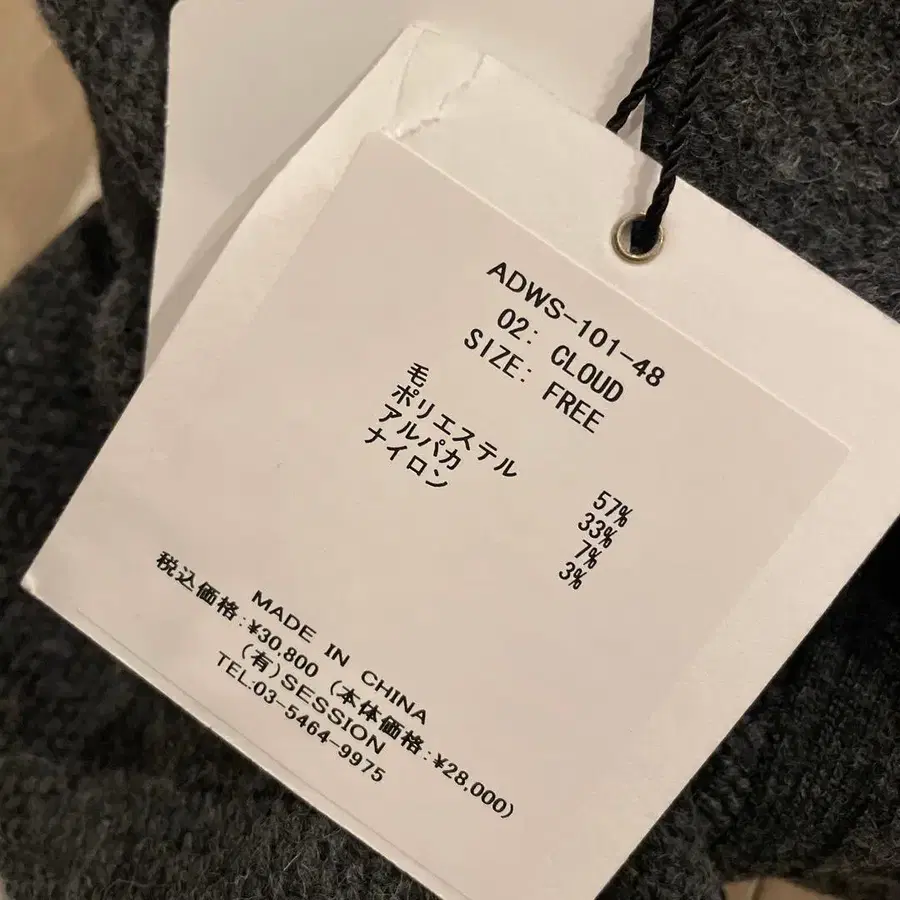 ADWS-101-48
02: CLOUD
SIZE: FREE
毛 57%
ポリエステル 33%
アルパカ 7%
ナイロン 3%
MADE IN CHINA
税込価格:¥30,800 (本体価格:¥28,000)
(有)SESSION
TEL:03-5464-9975